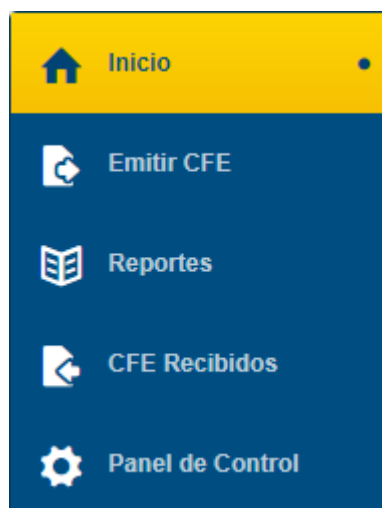 Inicio
Emitir CFE
Reportes
CFE Recibidos
Panel de Control